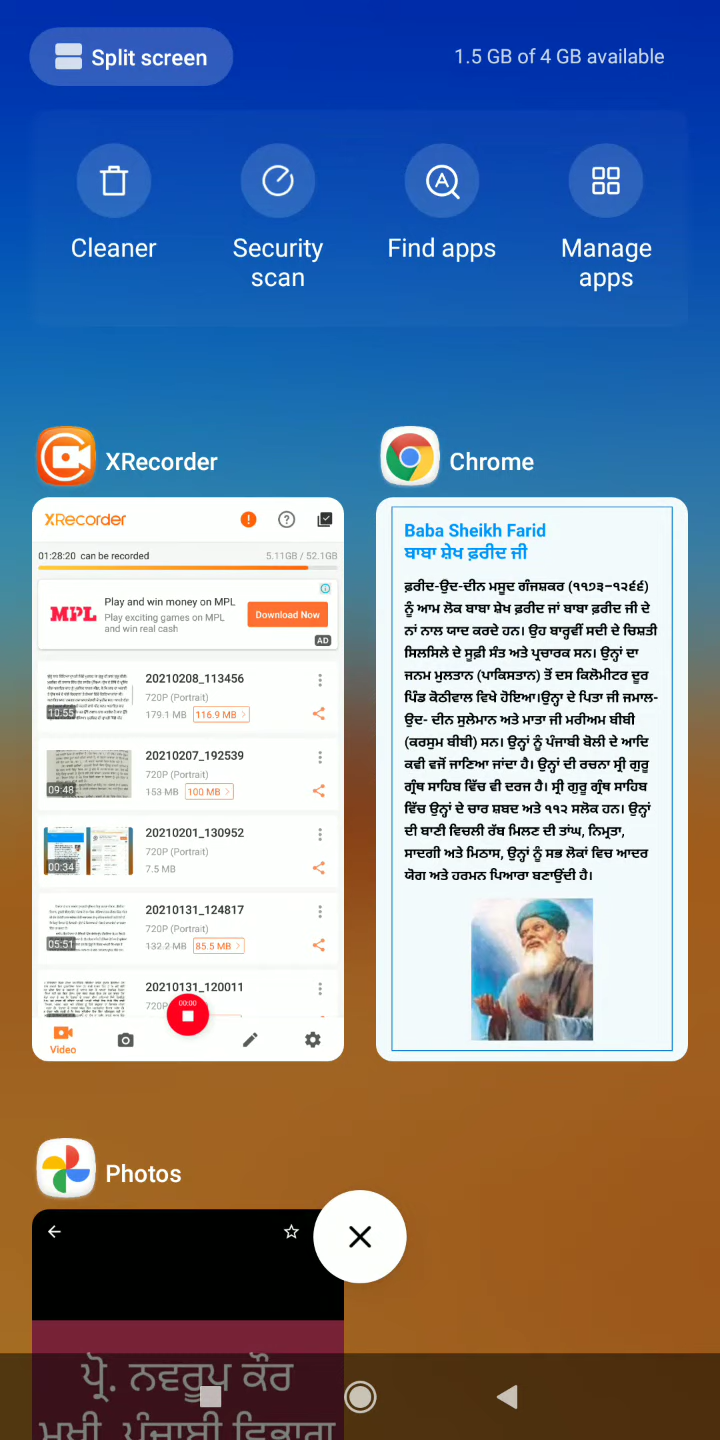 Split screen
1.5 GB of 4 GB available
Cleaner
Security
scan
Find apps
Manage
apps
XRecorder
Chrome
XRecorder
01:28:20 can be recorded
5.11GB / 52.1GB
MPL
Play and win money on MPL
Play exciting games on MPL
and win real cash
Download Now
AD
20210208_113456
720P (Portrait)
10:55
179.1 MB
116.9 MB >
20210207_192539
720P (Portrait)
09:48
153 MB
100 MB >
20210201_130952
720P (Portrait)
00:34
7.5 MB
20210131_124817
720P (Portrait)
05:51
132.2 MB
85.5 MB >
20210131_120011
720P
00:00
Video
Baba Sheikh Farid
ਬਾਬਾ ਸ਼ੇਖ ਫ਼ਰੀਦ ਜੀ
ਫ਼ਰੀਦ-ਉਦ-ਦੀਨ ਮਸੂਦ ਗੰਜਸ਼ਕਰ (੧੧੭੩–੧੨੬੬)
ਨੂੰ ਆਮ ਲੋਕ ਬਾਬਾ ਸ਼ੇਖ ਫ਼ਰੀਦ ਜਾਂ ਬਾਬਾ ਫ਼ਰੀਦ ਜੀ ਦੇ
ਨਾਂ ਨਾਲ ਯਾਦ ਕਰਦੇ ਹਨ। ਉਹ ਬਾਰ੍ਹਵੀਂ ਸਦੀ ਦੇ ਚਿਸ਼ਤੀ
ਸਿਲਸਿਲੇ ਦੇ ਸੂਫ਼ੀ ਸੰਤ ਅਤੇ ਪ੍ਰਚਾਰਕ ਸਨ। ਉਨ੍ਹਾਂ ਦਾ
ਜਨਮ ਮੁਲਤਾਨ (ਪਾਕਿਸਤਾਨ) ਤੋਂ ਦਸ ਕਿਲੋਮੀਟਰ ਦੂਰ
ਪਿੰਡ ਕੋਠੀਵਾਲ ਵਿਖੇ ਹੋਇਆ।ਉਨ੍ਹਾ ਦੇ ਪਿਤਾ ਜੀ ਜਮਾਲ-
ਉਦ- ਦੀਨ ਸੁਲੇਮਾਨ ਅਤੇ ਮਾਤਾ ਜੀ ਮਰੀਅਮ ਬੀਬੀ
(ਕਰਸੁਮ ਬੀਬੀ) ਸਨ। ਉਨ੍ਹਾਂ ਨੂੰ ਪੰਜਾਬੀ ਬੋਲੀ ਦੇ ਆਦਿ
ਕਵੀ ਵਜੋਂ ਜਾਣਿਆ ਜਾਂਦਾ ਹੈ। ਉਨ੍ਹਾਂ ਦੀ ਰਚਨਾ ਸ੍ਰੀ ਗੁਰੂ
ਗ੍ਰੰਥ ਸਾਹਿਬ ਵਿੱਚ ਵੀ ਦਰਜ ਹੈ। ਸ੍ਰੀ ਗੁਰੂ ਗ੍ਰੰਥ ਸਾਹਿਬ
ਵਿੱਚ ਉਨ੍ਹਾਂ ਦੇ ਚਾਰ ਸ਼ਬਦ ਅਤੇ ੧੧੨ ਸਲੋਕ ਹਨ। ਉਨ੍ਹਾਂ
ਦੀ ਬਾਣੀ ਵਿਚਲੀ ਰੱਬ ਮਿਲਣ ਦੀ ਤਾਂਘ, ਨਿਮ੍ਰਤਾ,
ਸਾਦਗੀ ਅਤੇ ਮਿਠਾਸ, ਉਨ੍ਹਾਂ ਨੂੰ ਸਭ ਲੋਕਾਂ ਵਿਚ ਆਦਰ
ਯੋਗ ਅਤੇ ਹਰਮਨ ਪਿਆਰਾ ਬਣਾਉਂਦੀ ਹੈ।
Photos
ਪ੍ਰੋ. ਨਵਰੂਪ ਕੌਰ
ਮੁਖੀ, ਪੰਜਾਬੀ ਵਿਭਾਗ